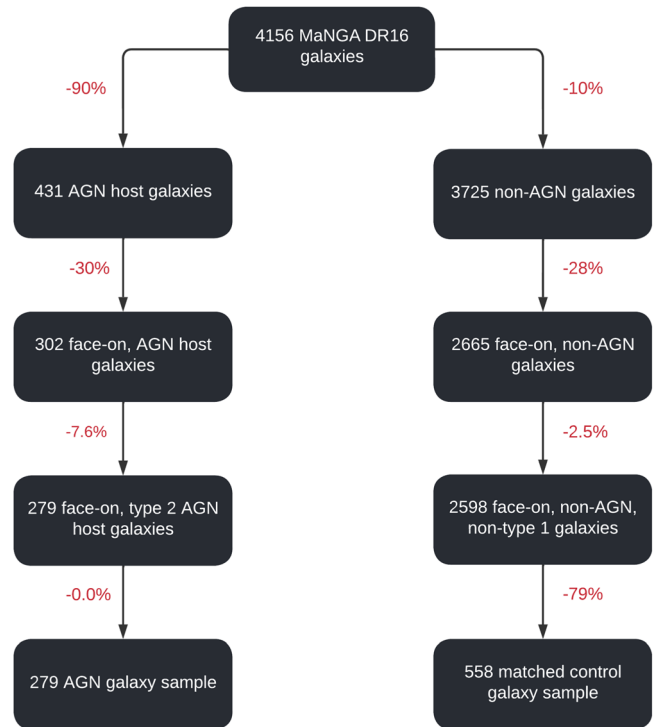 4156 MaNGA DR16
galaxies
-90%
-10%
431 AGN host galaxies
3725 non-AGN galaxies
-30%
-28%
302 face-on, AGN host
galaxies
2665 face-on, non-AGN
galaxies
-7.6%
-2.5%
279 face-on, type 2 AGN
host galaxies
2598 face-on, non-AGN,
non-type 1 galaxies
-0.0%
-79%
279 AGN galaxy sample
558 matched control
galaxy sample